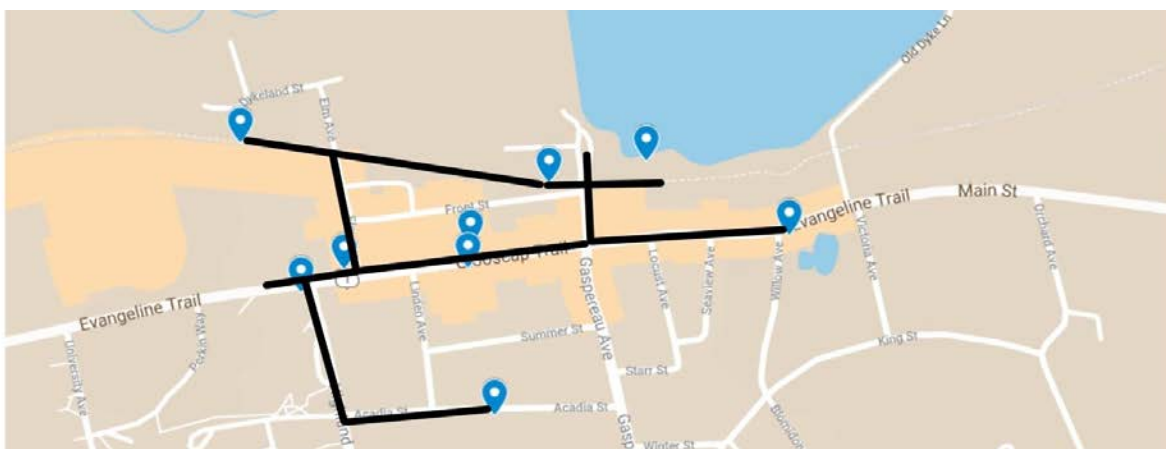 Old Dyke Ln
Dykeland St
Elm Ave
Front St
Evangeline Trail
Main St
Orchard Ave
Victoria Ave
Willow Ave
Seaview Ave
Locust Ave
Gaspereau Ave
Linden Ave
Evangeline Trail
University Ave
Summer St
King St
Starr St
Acadia St
Acadia St
Winter St